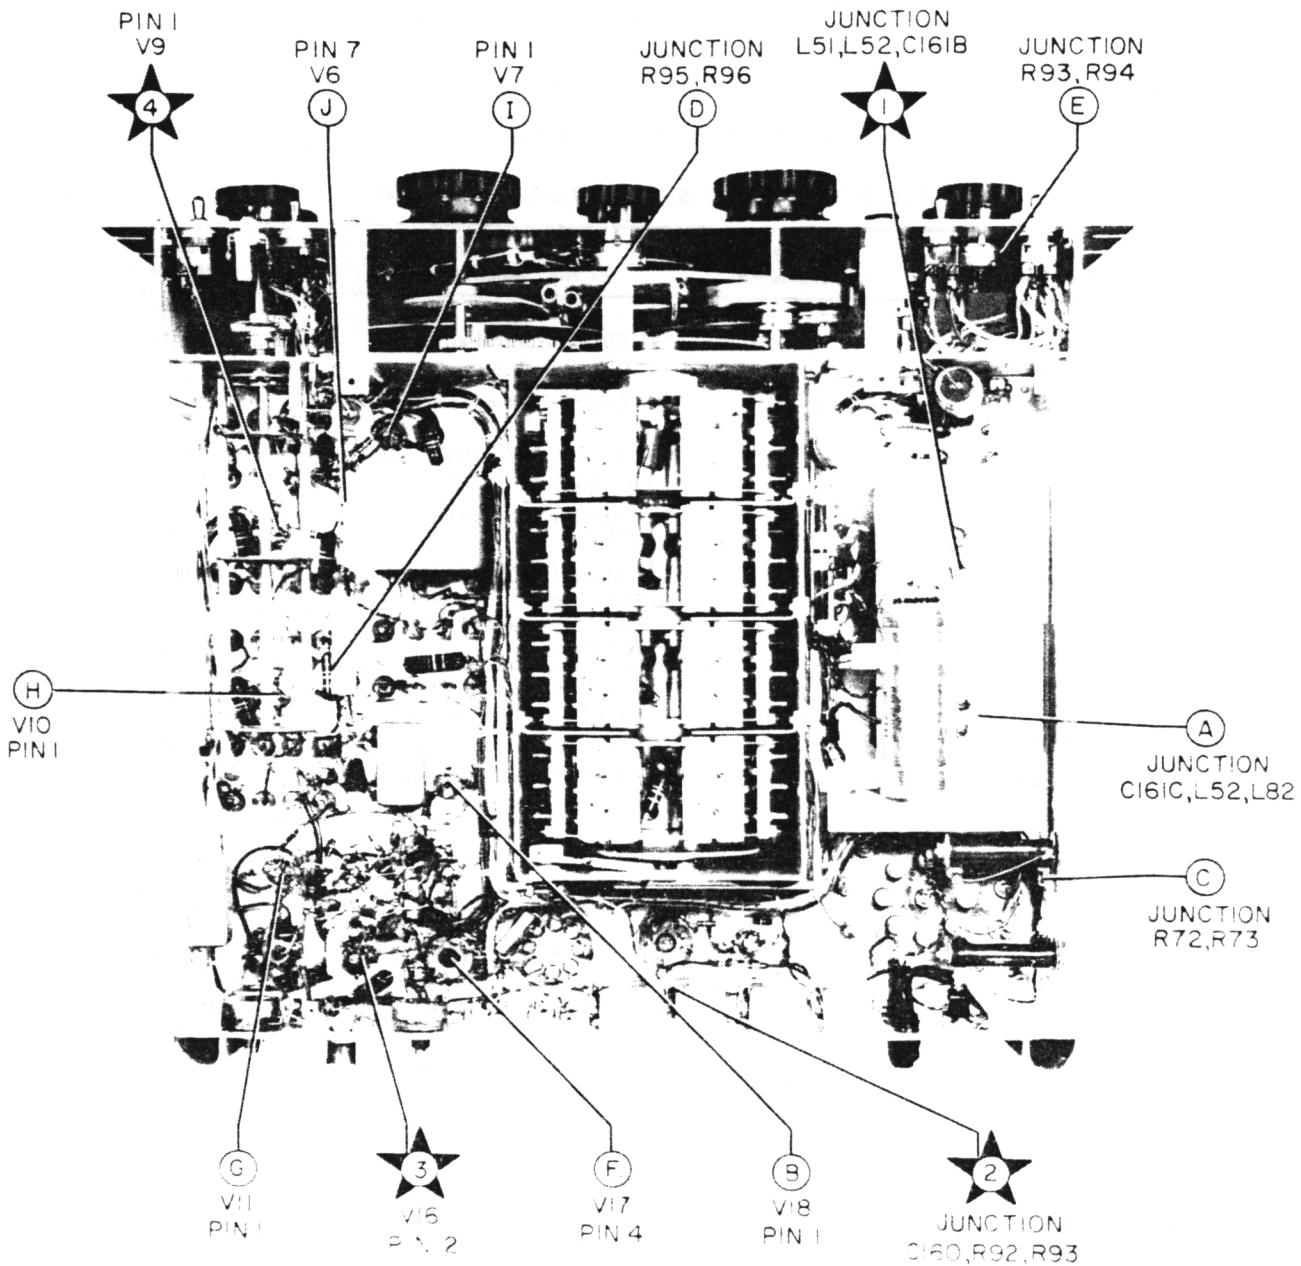 PIN 1
V9
4
PIN 7
V6
J
PIN 1
V7
I
JUNCTION
R95, R96
D
JUNCTION
L51, L52, C161B
1
JUNCTION
R93, R94
E
H
V10
PIN 1
A
JUNCTION
C161C, L52, L82
C
JUNCTION
R72, R73
G
V11
PIN 1
3
V16
PIN 2
F
V17
PIN 4
B
V18
PIN 1
2
JUNCTION
C160, R92, R93